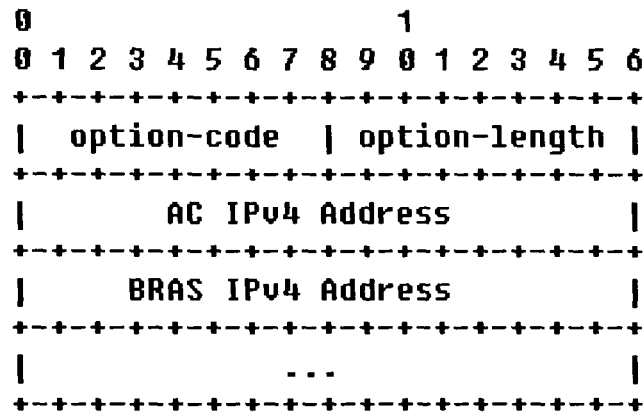 0                   1
0 1 2 3 4 5 6 7 8 9 0 1 2 3 4 5 6
+-+-+-+-+-+-+-+-+-+-+-+-+-+-+-+-+
|  option-code  | option-length |
+-+-+-+-+-+-+-+-+-+-+-+-+-+-+-+-+
|       AC IPv4 Address         |
+-+-+-+-+-+-+-+-+-+-+-+-+-+-+-+-+
|     BRAS IPv4 Address         |
+-+-+-+-+-+-+-+-+-+-+-+-+-+-+-+-+
|             ...               |
+-+-+-+-+-+-+-+-+-+-+-+-+-+-+-+-+